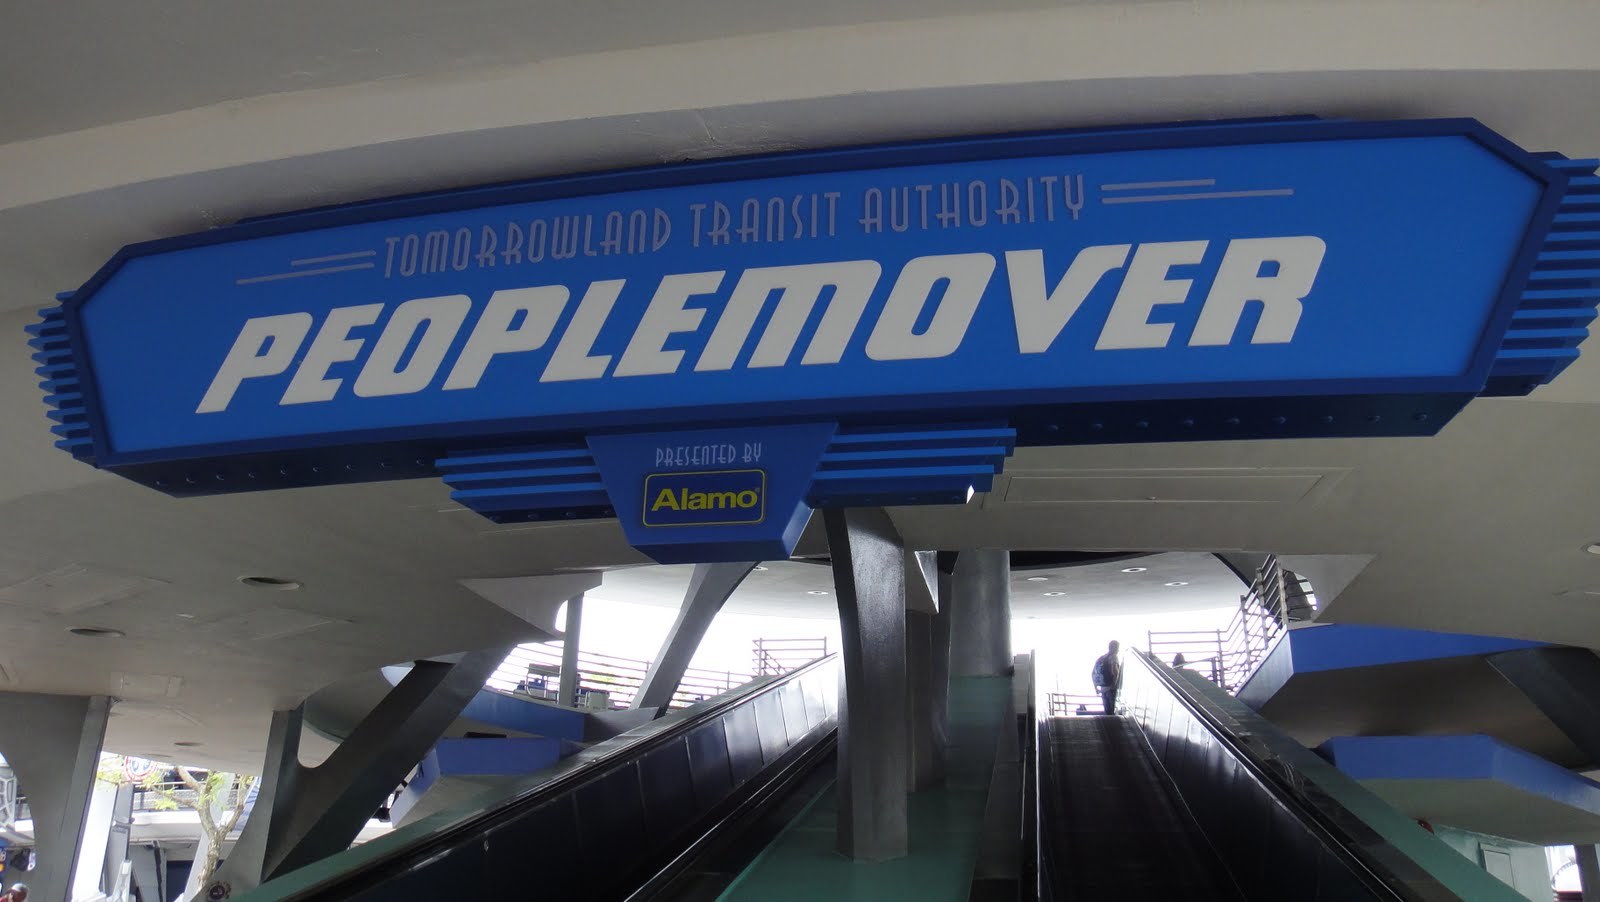 TOMORROWLAND TRANSIT AUTHORITY
PEOPLEMOVER
PRESENTED BY
Alamo®